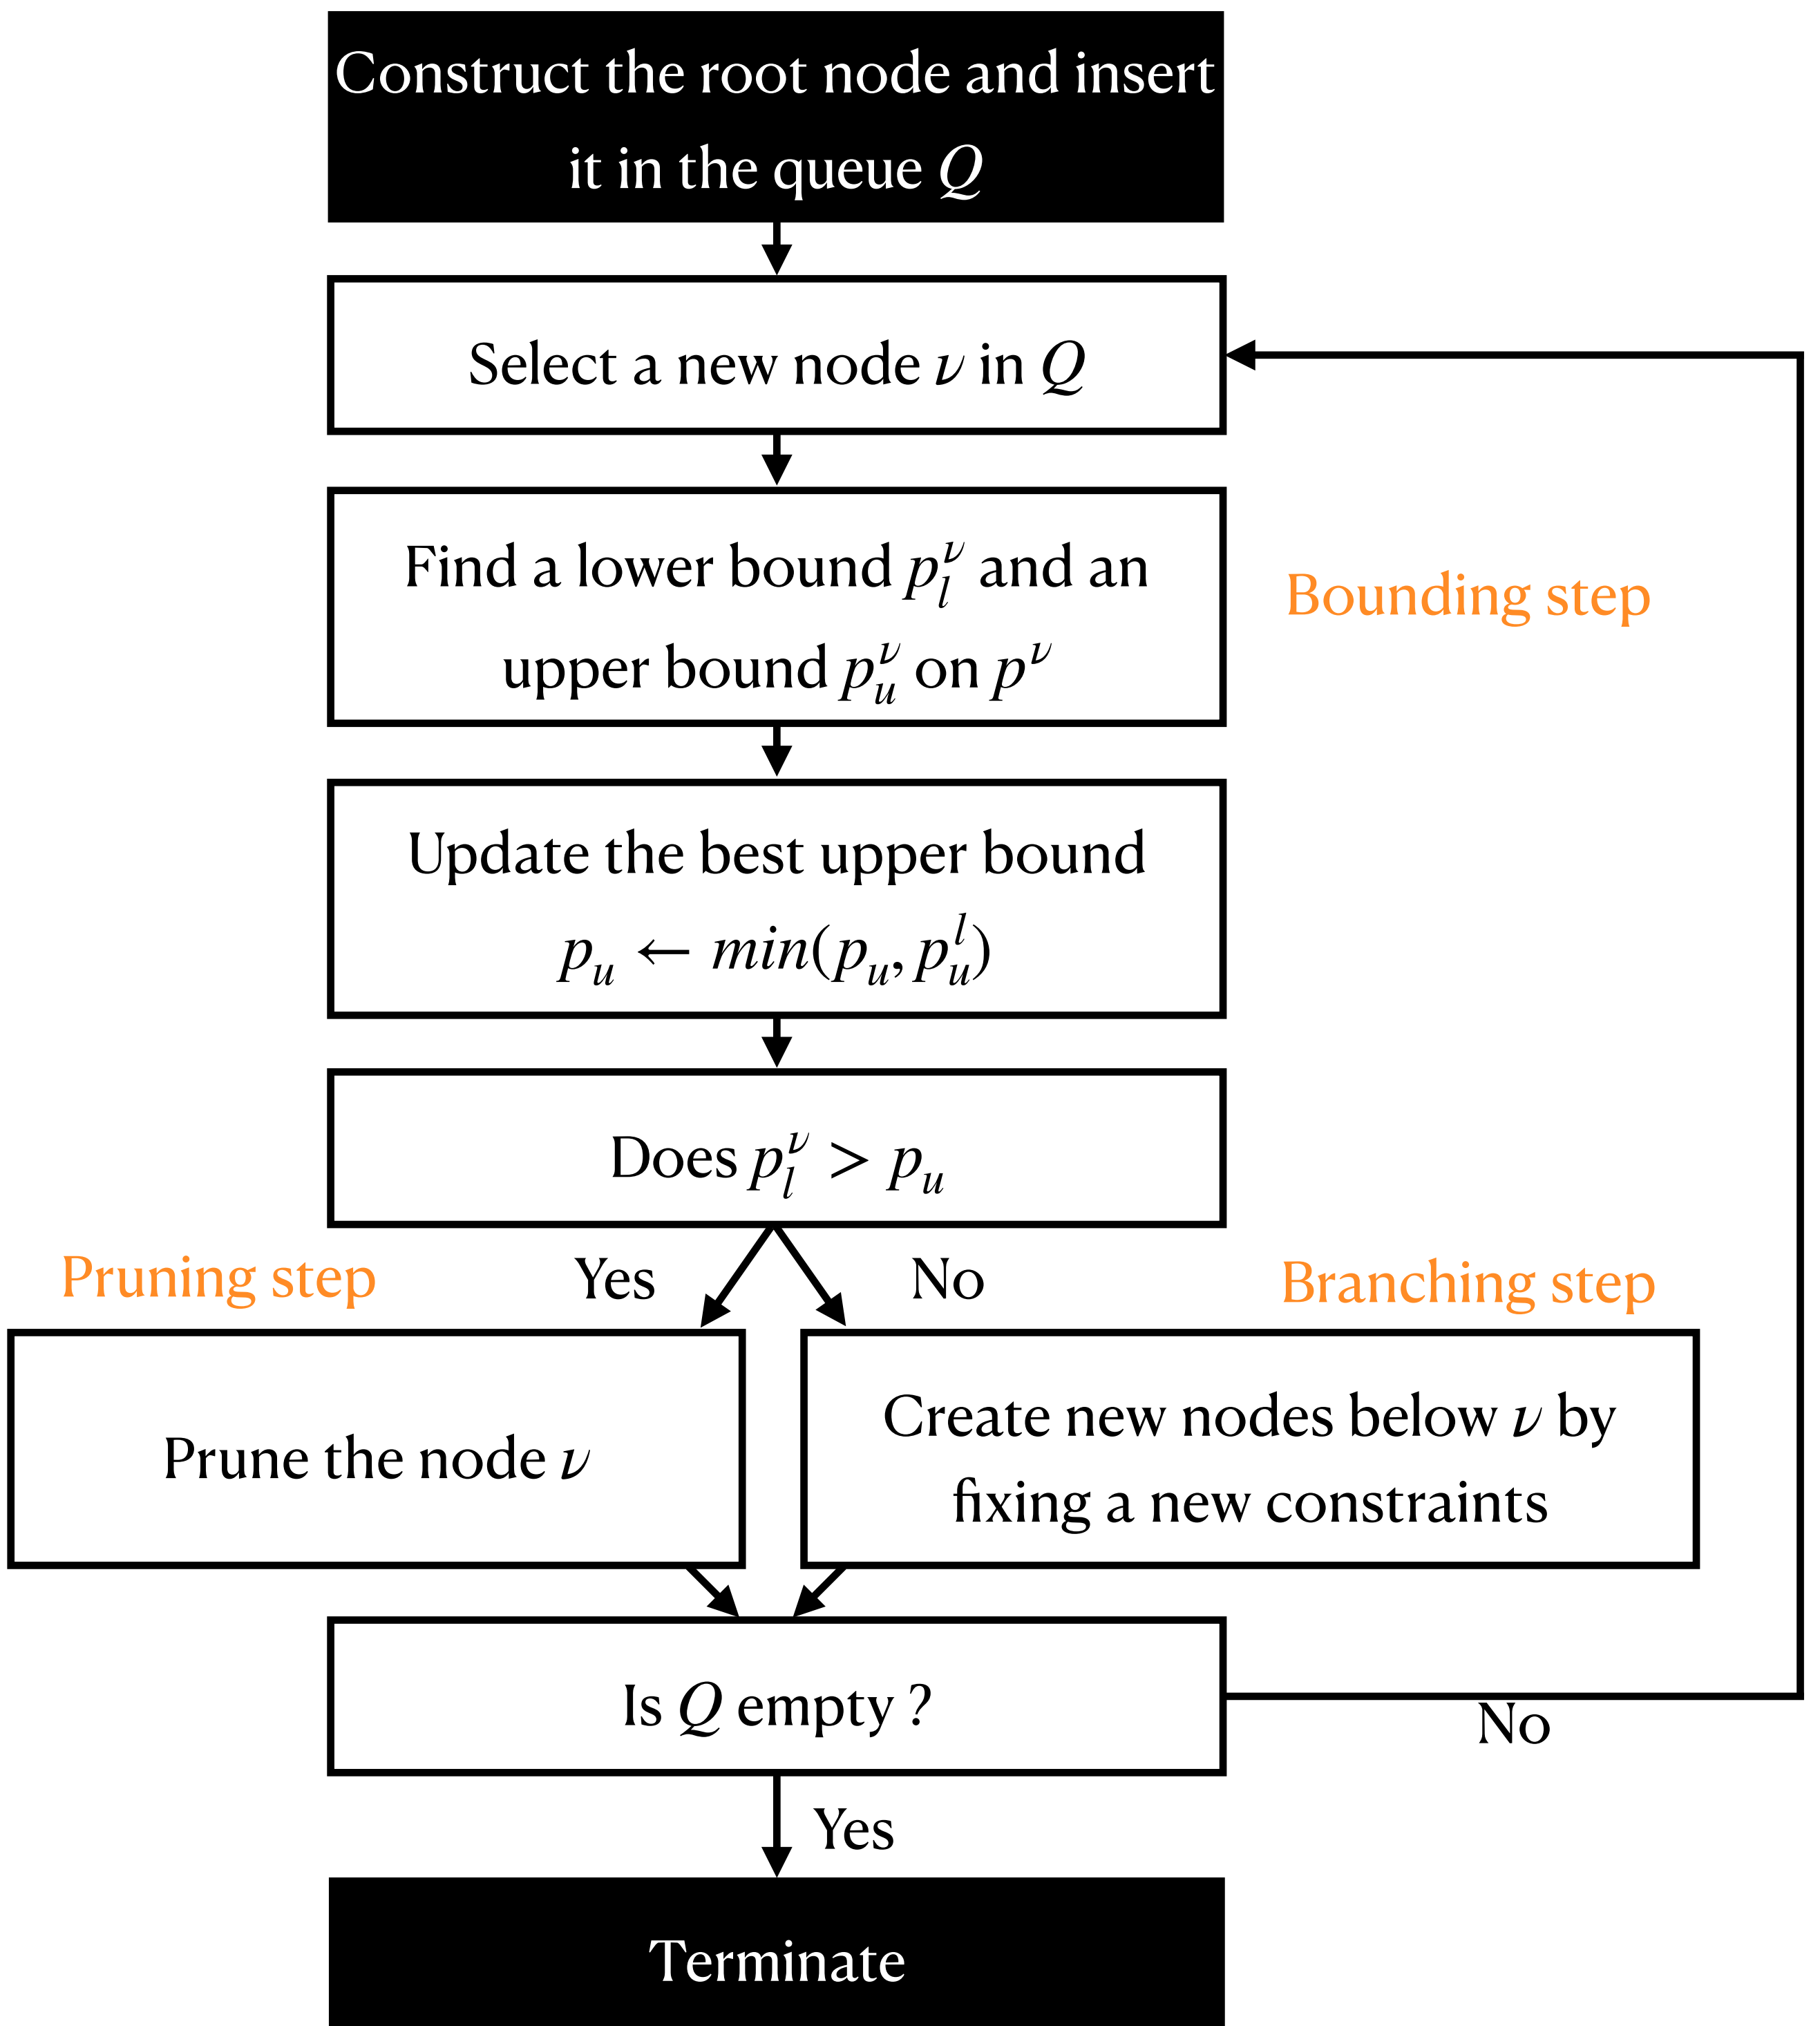 Construct the root node and insert
it in the queue Q
Select a new node ν in Q
Find a lower bound p_l^ν and an
upper bound p_u^ν on p^ν
Bounding step
Update the best upper bound
p_u ← min(p_u, p_u^l)
Does p_l^ν > p_u
Pruning step
Yes
No
Branching step
Prune the node ν
Create new nodes below ν by
fixing a new constraints
Is Q empty ?
No
Yes
Terminate